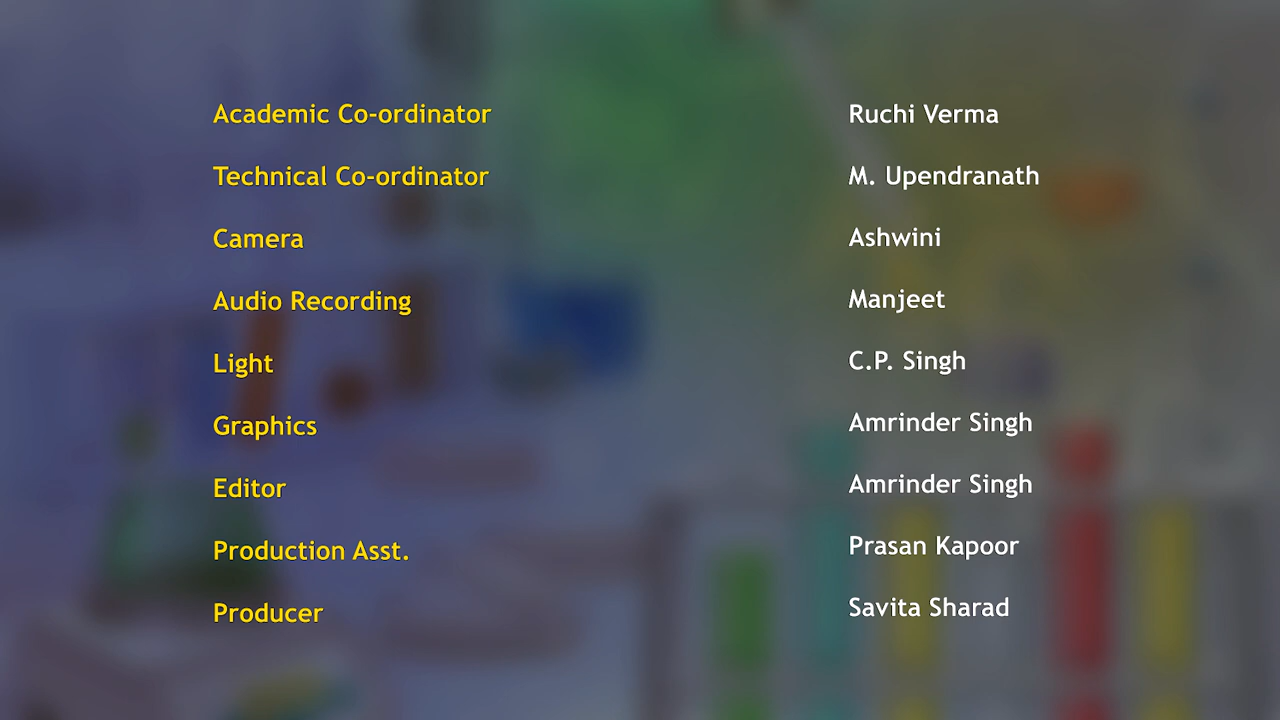 Academic Co-ordinator Ruchi Verma
Technical Co-ordinator M. Upendranath
Camera Ashwini
Audio Recording Manjeet
Light C.P. Singh
Graphics Amrinder Singh
Editor Amrinder Singh
Production Asst. Prasan Kapoor
Producer Savita Sharad